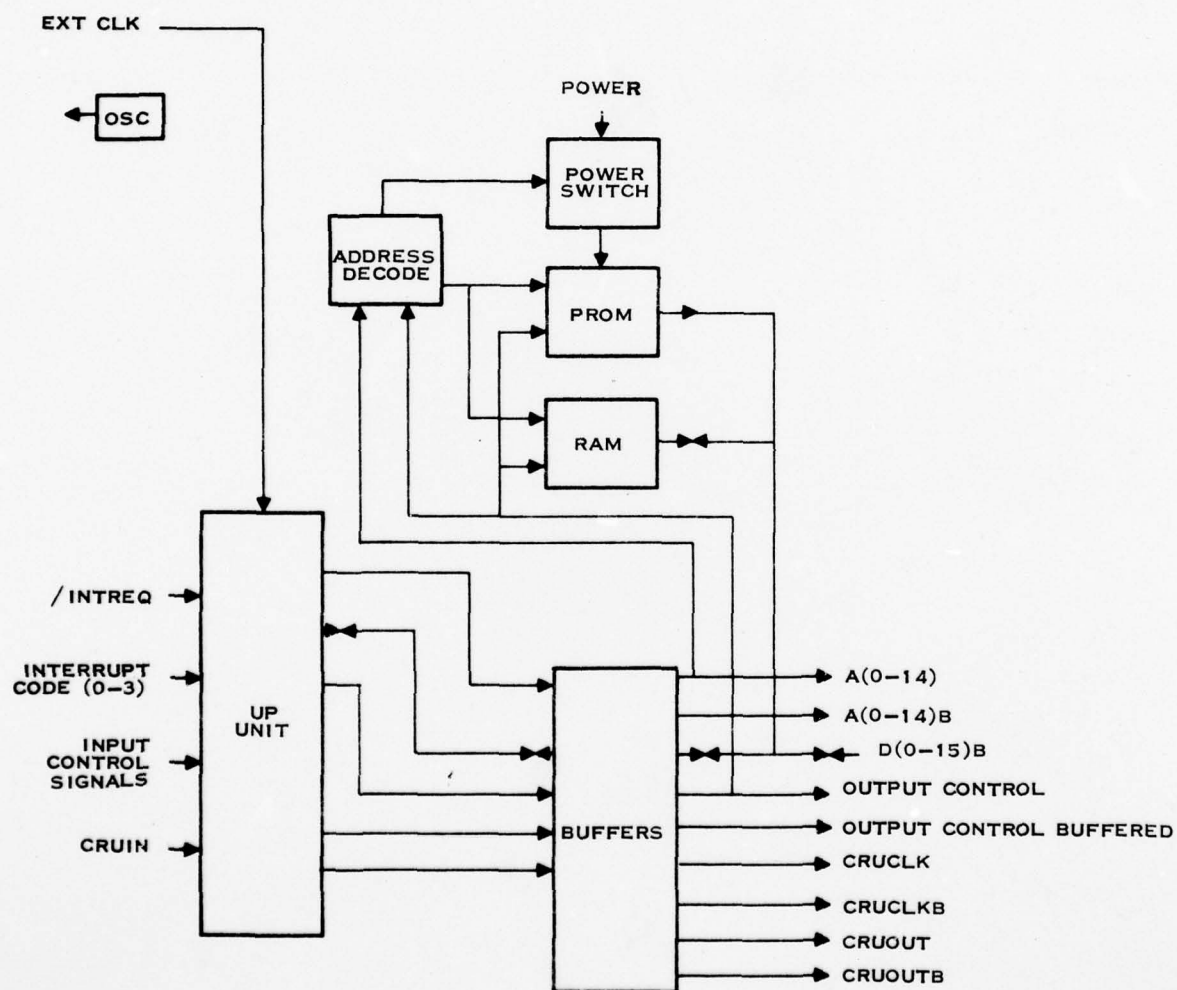 EXT CLK
OSC
POWER
POWER
SWITCH
ADDRESS
DECODE
PROM
RAM
/INTREQ
INTERRUPT
CODE (0-3)
UP
UNIT
INPUT
CONTROL
SIGNALS
CRUIN
BUFFERS
A(0-14)
A(0-14)B
D(0-15)B
OUTPUT CONTROL
OUTPUT CONTROL BUFFERED
CRUCLK
CRUCLKB
CRUOUT
CRUOUTB